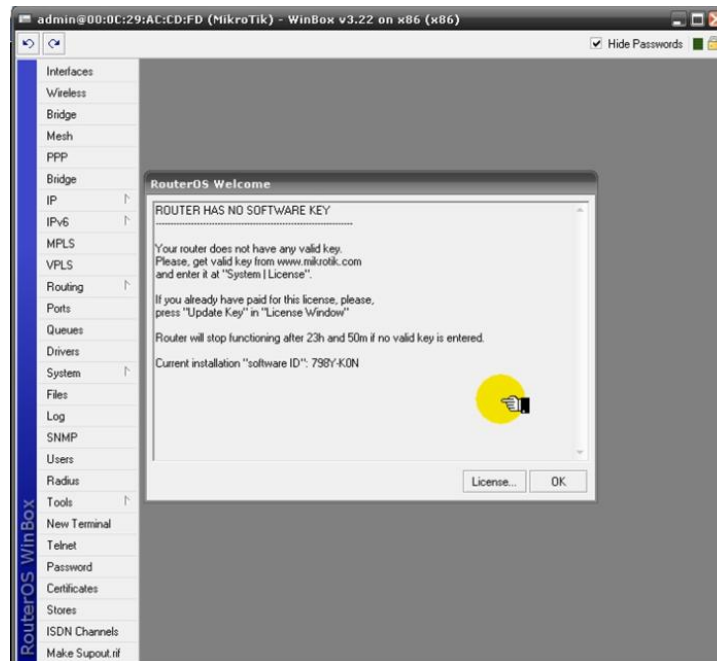 admin@00:0C:29:AC:CD:FD (MikroTik) - WinBox v3.22 on x86 (x86)
Hide Passwords
Interfaces
Wireless
Bridge
Mesh
PPP
Bridge
IP
IPv6
MPLS
VPLS
Routing
Ports
Queues
Drivers
System
Files
Log
SNMP
Users
Radius
Tools
New Terminal
Telnet
Password
Certificates
Stores
ISDN Channels
Make Supout.rif
RouterOS WinBox
RouterOS Welcome
ROUTER HAS NO SOFTWARE KEY
----------------------------------------------------
Your router does not have any valid key.
Please, get valid key from www.mikrotik.com
and enter it at "System | License".
If you already have paid for this license, please,
press "Update Key" in "License Window"
Router will stop functioning after 23h and 50m if no valid key is entered.
Current installation "software ID": 798Y-K0N
License...
OK